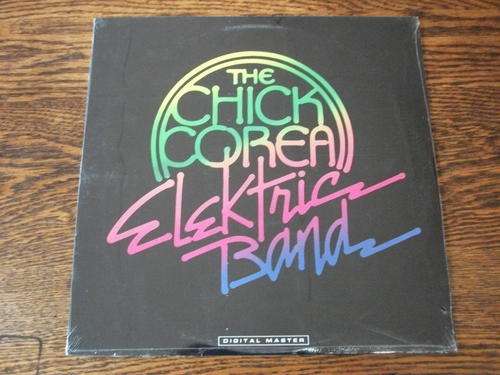 THE
CHICK
COREA
Elektric
Band
DIGITAL MASTER